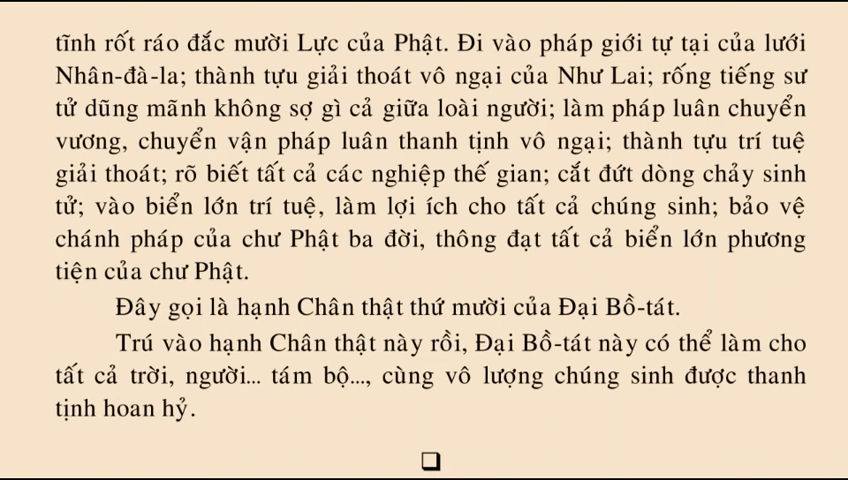 tĩnh rốt ráo đắc mười Lực của Phật. Đi vào pháp giới tự tại của lưới
Nhân-đà-la; thành tựu giải thoát vô ngại của Như Lai; rống tiếng sư
tử dũng mãnh không sợ gì cả giữa loài người; làm pháp luân chuyển
vương, chuyển vận pháp luân thanh tịnh vô ngại; thành tựu trí tuệ
giải thoát; rõ biết tất cả các nghiệp thế gian; cắt đứt dòng chảy sinh
tử; vào biển lớn trí tuệ, làm lợi ích cho tất cả chúng sinh; bảo vệ
chánh pháp của chư Phật ba đời, thông đạt tất cả biển lớn phương
tiện của chư Phật.
Đây gọi là hạnh Chân thật thứ mười của Đại Bồ-tát.
Trú vào hạnh Chân thật này rồi, Đại Bồ-tát này có thể làm cho
tất cả trời, người... tám bộ..., cùng vô lượng chúng sinh được thanh
tịnh hoan hỷ.